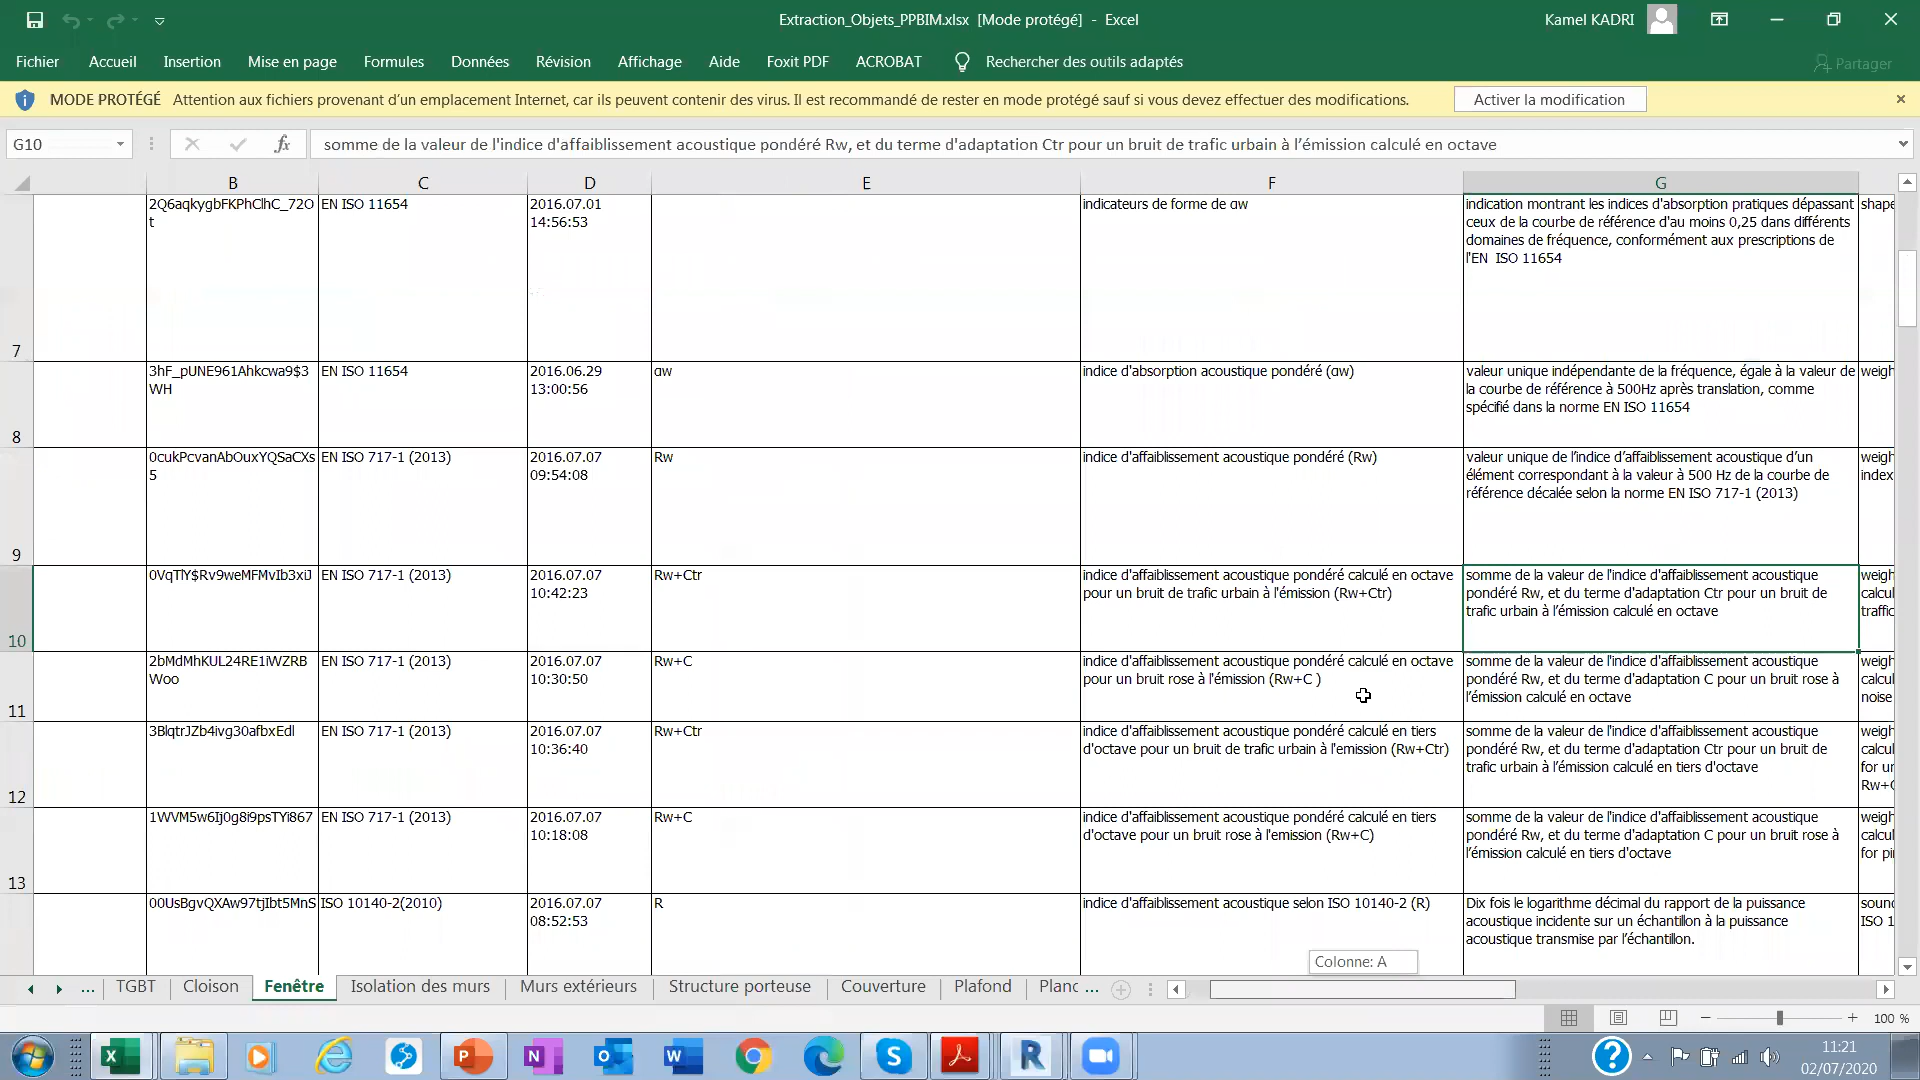 Extraction_Objets_PPBIM.xlsx [Mode protégé] - Excel
Kamel KADRI
Fichier Accueil Insertion Mise en page Formules Données Révision Affichage Aide Foxit PDF ACROBAT Rechercher des outils adaptés Partager
MODE PROTÉGÉ Attention aux fichiers provenant d'un emplacement Internet, car ils peuvent contenir des virus. Il est recommandé de rester en mode protégé sauf si vous devez effectuer des modifications. Activer la modification
G10 fx somme de la valeur de l'indice d'affaiblissement acoustique pondéré Rw, et du terme d'adaptation Ctr pour un bruit de trafic urbain à l'émission calculé en octave
B C D E F G
7
2Q6aqkygbFKPhClhC_72O
t
EN ISO 11654
2016.07.01
14:56:53
indicateurs de forme de αw
indication montrant les indices d'absorption pratiques dépassant
ceux de la courbe de référence d'au moins 0,25 dans différents
domaines de fréquence, conformément aux prescriptions de
l'EN ISO 11654
shape
8
3hF_pUNE961Ahkcwa9$3
WH
EN ISO 11654
2016.06.29
13:00:56
αw
indice d'absorption acoustique pondéré (αw)
valeur unique indépendante de la fréquence, égale à la valeur de
la courbe de référence à 500Hz après translation, comme
spécifié dans la norme EN ISO 11654
weigh
9
0cukPcvanAbOuxYQSaCXs
5
EN ISO 717-1 (2013)
2016.07.07
09:54:08
Rw
indice d'affaiblissement acoustique pondéré (Rw)
valeur unique de l'indice d'affaiblissement acoustique d'un
élément correspondant à la valeur à 500 Hz de la courbe de
référence décalée selon la norme EN ISO 717-1 (2013)
weigh
index
10
0VqTlY$Rv9weMFMvIb3xiJ
EN ISO 717-1 (2013)
2016.07.07
10:42:23
Rw+Ctr
indice d'affaiblissement acoustique pondéré calculé en octave
pour un bruit de trafic urbain à l'émission (Rw+Ctr)
somme de la valeur de l'indice d'affaiblissement acoustique
pondéré Rw, et du terme d'adaptation Ctr pour un bruit de
trafic urbain à l'émission calculé en octave
weigh
calcul
traffic
11
2bMdMhKUL24RE1iWZRB
Woo
EN ISO 717-1 (2013)
2016.07.07
10:30:50
Rw+C
indice d'affaiblissement acoustique pondéré calculé en octave
pour un bruit rose à l'émission (Rw+C )
somme de la valeur de l'indice d'affaiblissement acoustique
pondéré Rw, et du terme d'adaptation C pour un bruit rose à
l'émission calculé en octave
weigh
calcul
noise
12
3BlqtrJZb4ivg30afbxEdl
EN ISO 717-1 (2013)
2016.07.07
10:36:40
Rw+Ctr
indice d'affaiblissement acoustique pondéré calculé en tiers
d'octave pour un bruit de trafic urbain à l'emission (Rw+Ctr)
somme de la valeur de l'indice d'affaiblissement acoustique
pondéré Rw, et du terme d'adaptation Ctr pour un bruit de
trafic urbain à l'émission calculé en tiers d'octave
weigh
calcul
for ur
Rw+C
13
1WVM5w6Ij0g8i9psTYi867
EN ISO 717-1 (2013)
2016.07.07
10:18:08
Rw+C
indice d'affaiblissement acoustique pondéré calculé en tiers
d'octave pour un bruit rose à l'emission (Rw+C)
somme de la valeur de l'indice d'affaiblissement acoustique
pondéré Rw, et du terme d'adaptation C pour un bruit rose à
l'émission calculé en tiers d'octave
weigh
calcul
for pi
00UsBgvQXAw97tjIbt5MnS
ISO 10140-2(2010)
2016.07.07
08:52:53
R
indice d'affaiblissement acoustique selon ISO 10140-2 (R)
Dix fois le logarithme décimal du rapport de la puissance
acoustique incidente sur un échantillon à la puissance
acoustique transmise par l'échantillon.
sound
ISO 1
Colonne: A
... TGBT Cloison Fenêtre Isolation des murs Murs extérieurs Structure porteuse Couverture Plafond Planc ...
100 %
11:21
02/07/2020